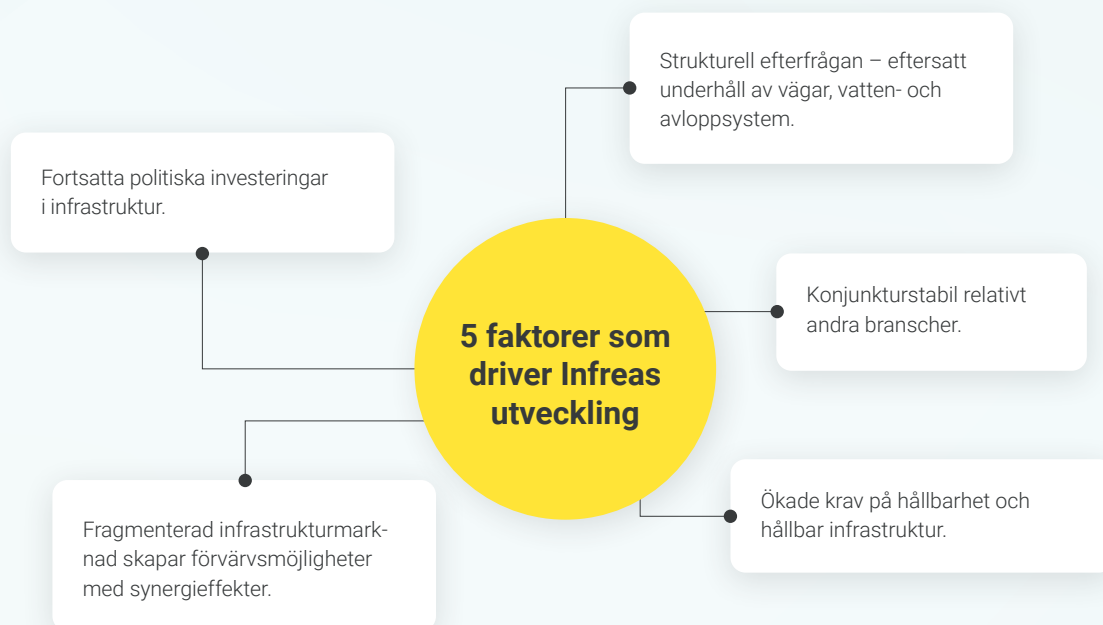 Strukturell efterfrågan – eftersatt
underhåll av vägar, vatten- och
avloppsystem.
Fortsatta politiska investeringar
i infrastruktur.
Konjunkturstabil relativt
andra branscher.
5 faktorer som
driver Infreas
utveckling
Ökade krav på hållbarhet och
hållbar infrastruktur.
Fragmenterad infrastrukturmark-
nad skapar förvärvsmöjligheter
med synergieffekter.